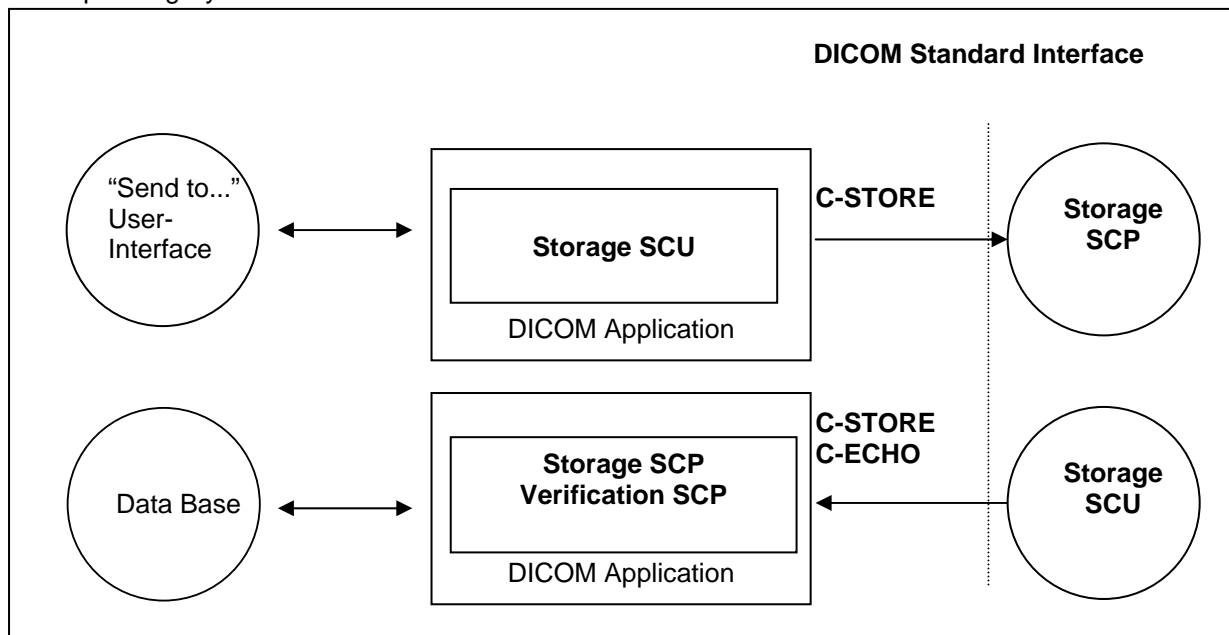 DICOM Standard Interface
“Send to...”
User-
Interface
Storage SCU
DICOM Application
C-STORE
Storage
SCP
Data Base
Storage SCP
Verification SCP
DICOM Application
C-STORE
C-ECHO
Storage
SCU